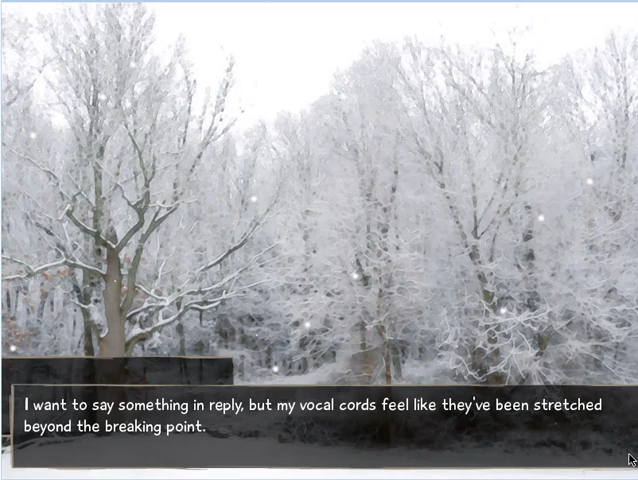 I want to say something in reply, but my vocal cords feel like they've been stretched
beyond the breaking point.